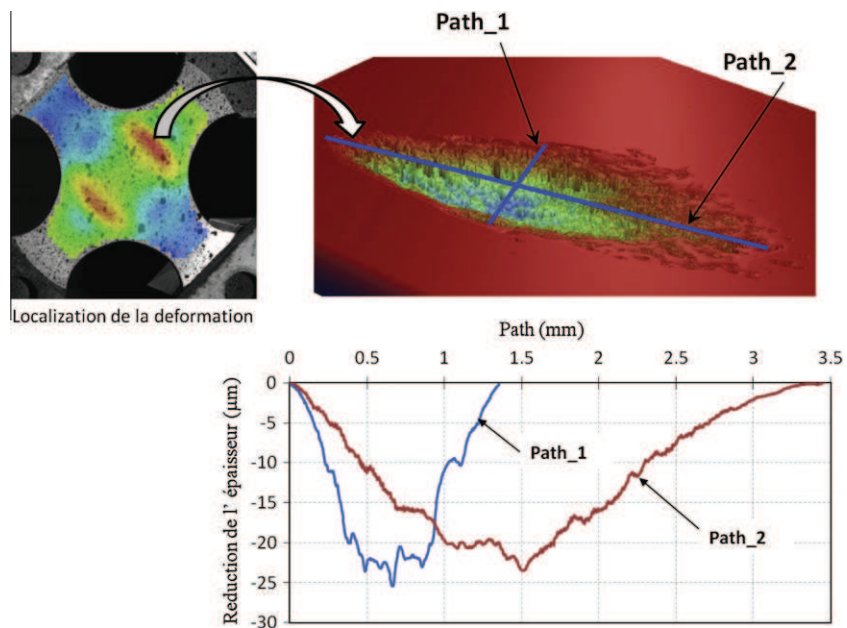 Path_1
Path_2
Localization de la deformation
Path (mm)
0 0.5 1 1.5 2 2.5 3 3.5
0
-5
-10
-15
-20
-25
-30
Reduction de l' épaisseur (µm)
Path_1
Path_2